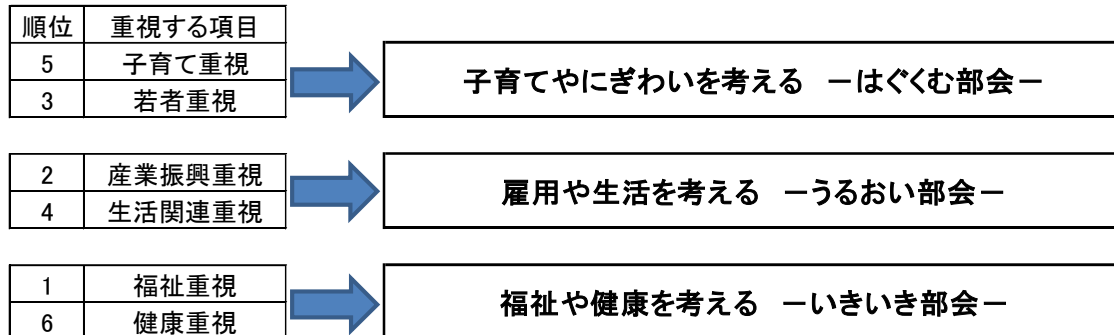 順位 重視する項目
5 子育て重視
3 若者重視
子育てやにぎわいを考える －はぐくむ部会－
2 産業振興重視
4 生活関連重視
雇用や生活を考える －うるおい部会－
1 福祉重視
6 健康重視
福祉や健康を考える －いきいき部会－